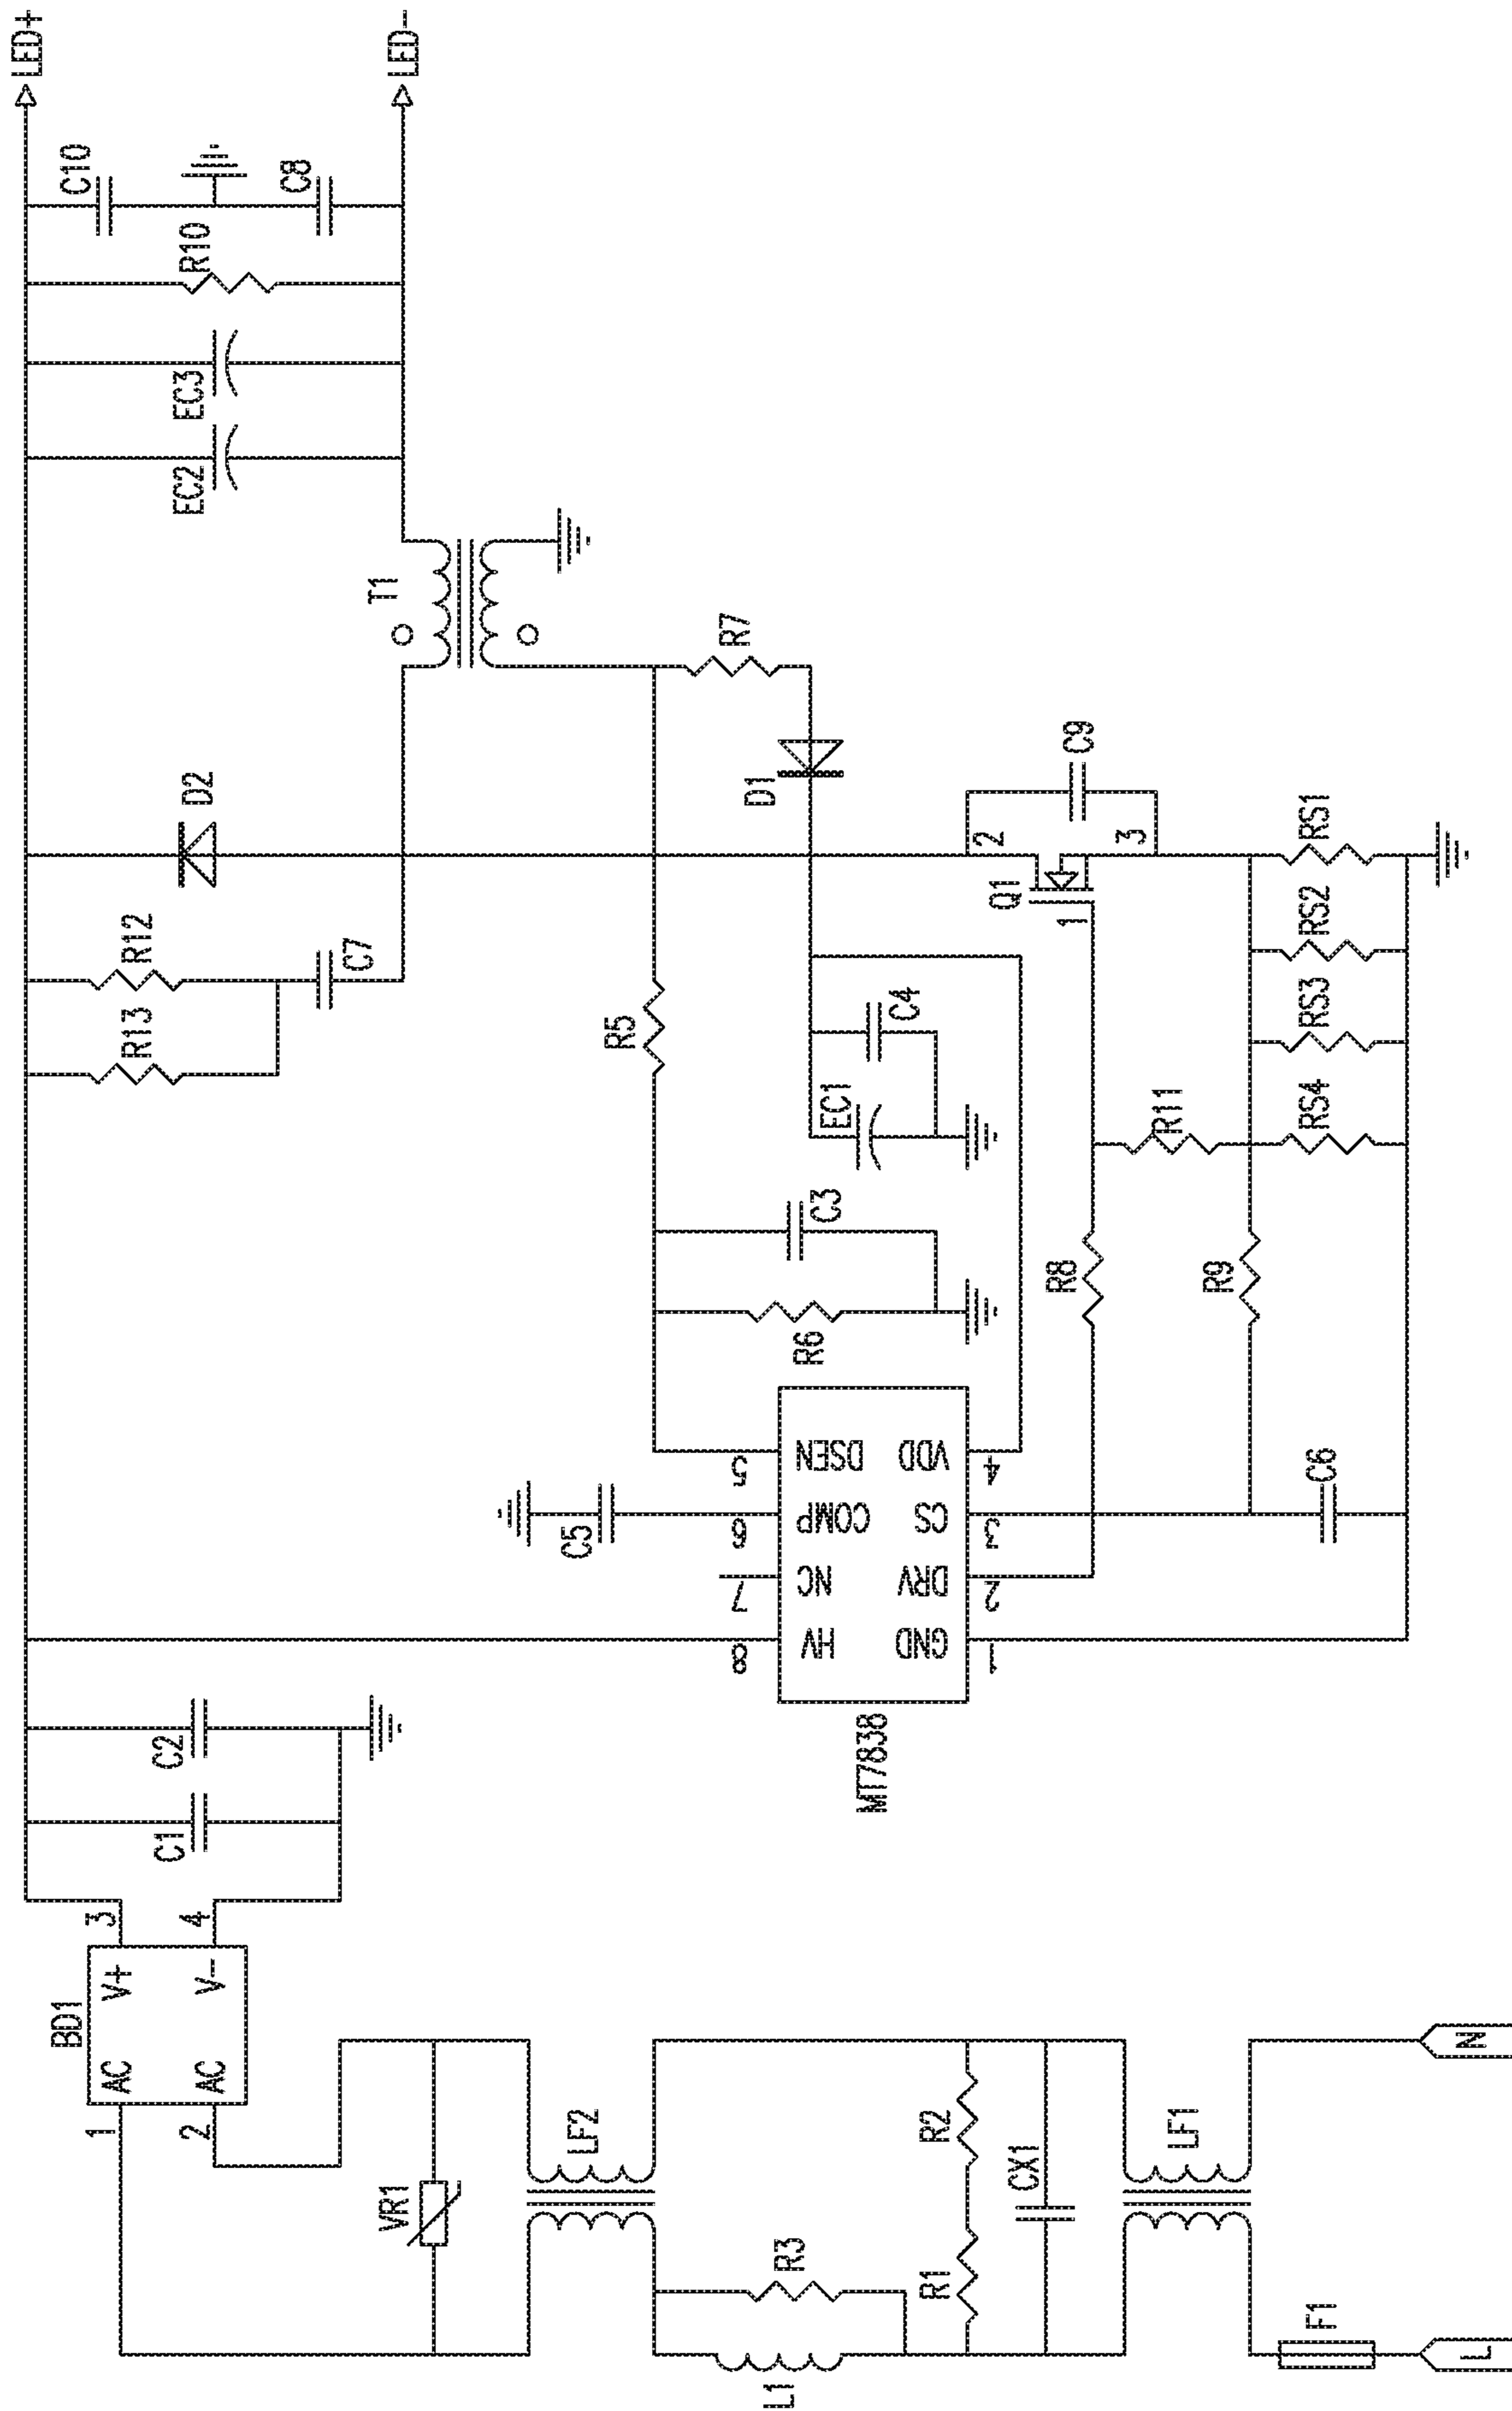 LED+
LED-
C10
C8
R10
EC3
EC2
T1
R7
D2
D1
C9
2
3
Q1
1
RS1
RS2
RS3
RS4
R12
R13
C7
R5
C4
EC1
C3
R6
R11
R8
R9
C6
C5
5 DSEN
6 COMP
7 NC
8 HV
VDD 4
CS 3
DRV 2
GND 1
MT7838
C2
C1
BD1
3 V+
4 V-
AC 1
AC 2
VR1
LF2
R3
L1
R2
R1
CX1
LF1
F1
N
L